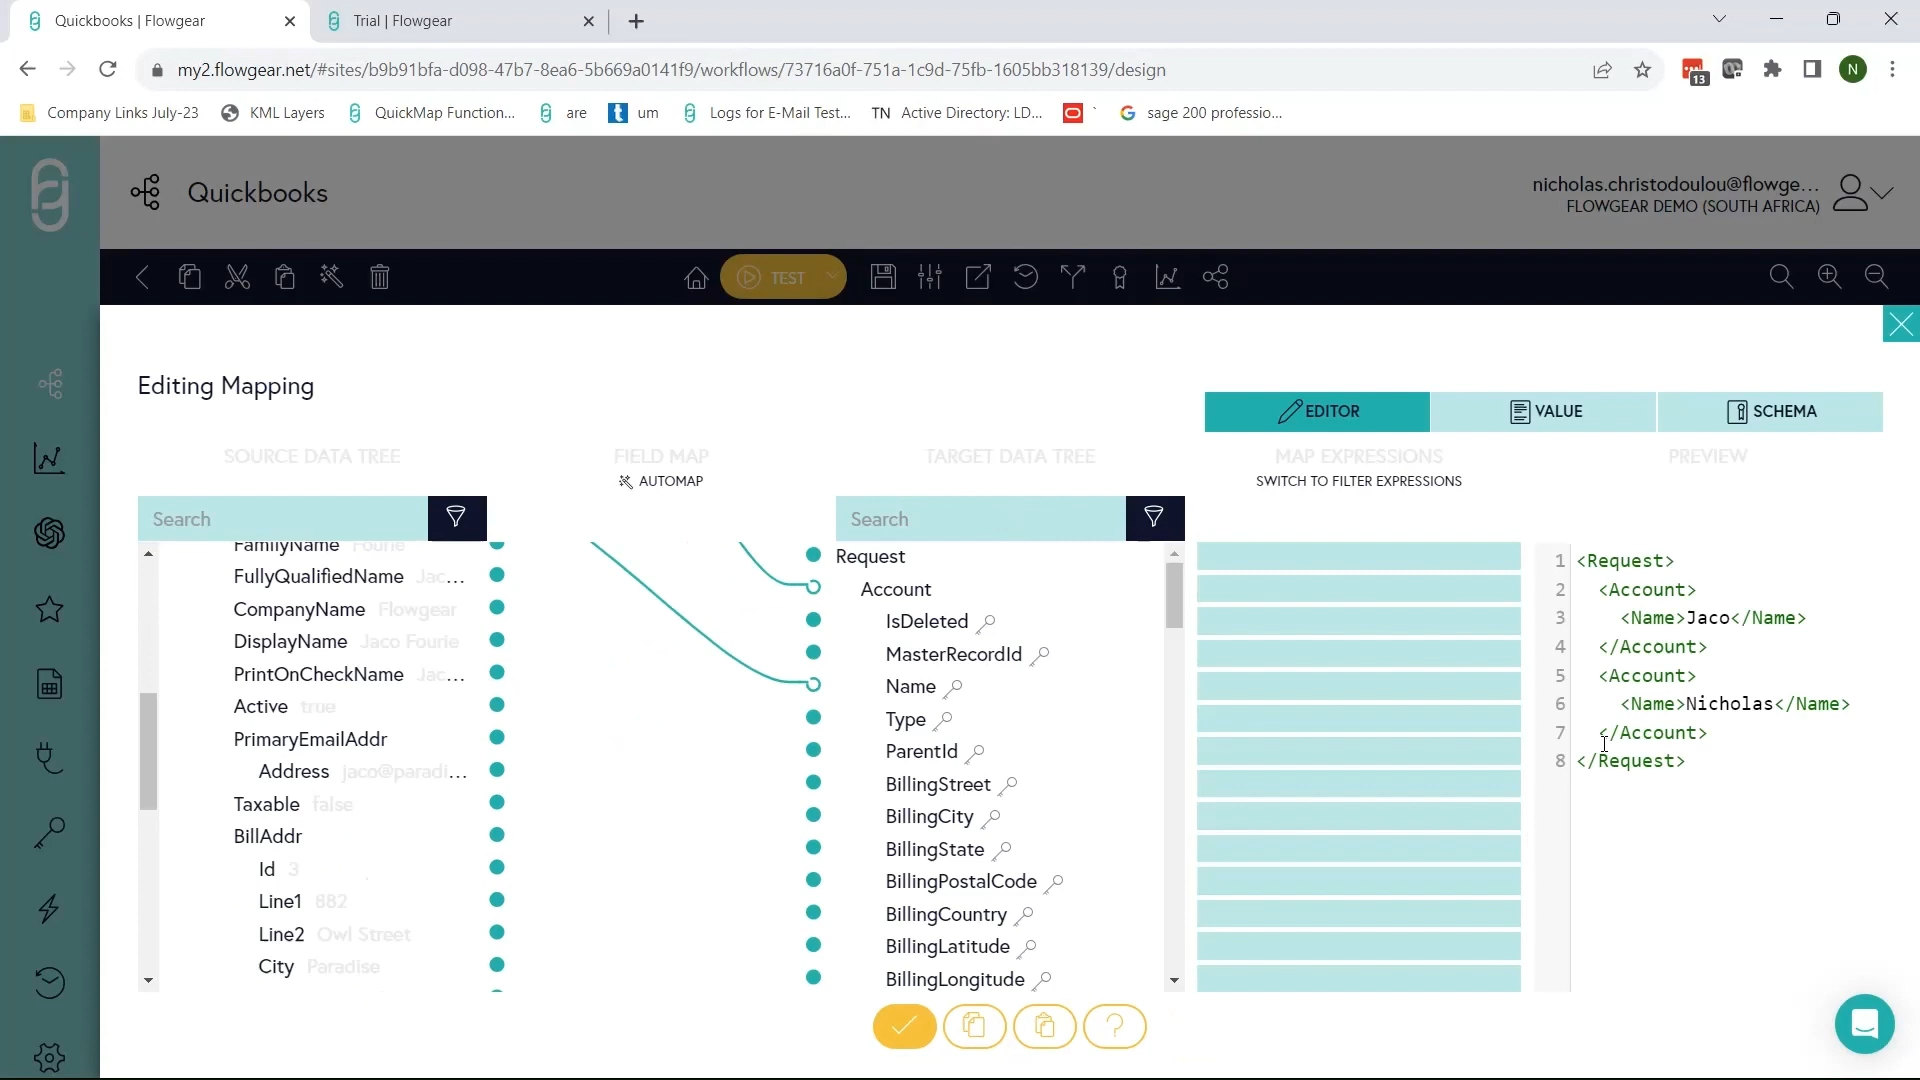 Quickbooks | Flowgear
Trial | Flowgear
my2.flowgear.net/#sites/b9b91bfa-d098-47b7-8ea6-5b669a0141f9/workflows/73716a0f-751a-1c9d-75fb-1605bb318139/design
13
N
Company Links July-23
KML Layers
QuickMap Function...
are
t um
Logs for E-Mail Test...
TN Active Directory: LD...
`
G sage 200 professio...
Quickbooks
nicholas.christodoulou@flowge...
FLOWGEAR DEMO (SOUTH AFRICA)
TEST
Editing Mapping
EDITOR
VALUE
SCHEMA
SOURCE DATA TREE
FIELD MAP
TARGET DATA TREE
MAP EXPRESSIONS
PREVIEW
AUTOMAP
SWITCH TO FILTER EXPRESSIONS
Search
Search
FamilyName Fourie
FullyQualifiedName Jac...
CompanyName Flowgear
DisplayName Jaco Fourie
PrintOnCheckName Jac...
Active true
PrimaryEmailAddr
Address jaco@paradi...
Taxable false
BillAddr
Id 3
Line1 882
Line2 Owl Street
City Paradise
Request
Account
IsDeleted
MasterRecordId
Name
Type
ParentId
BillingStreet
BillingCity
BillingState
BillingPostalCode
BillingCountry
BillingLatitude
BillingLongitude
1 <Request>
2 <Account>
3 <Name>Jaco</Name>
4 </Account>
5 <Account>
6 <Name>Nicholas</Name>
7 </Account>
8 </Request>
?